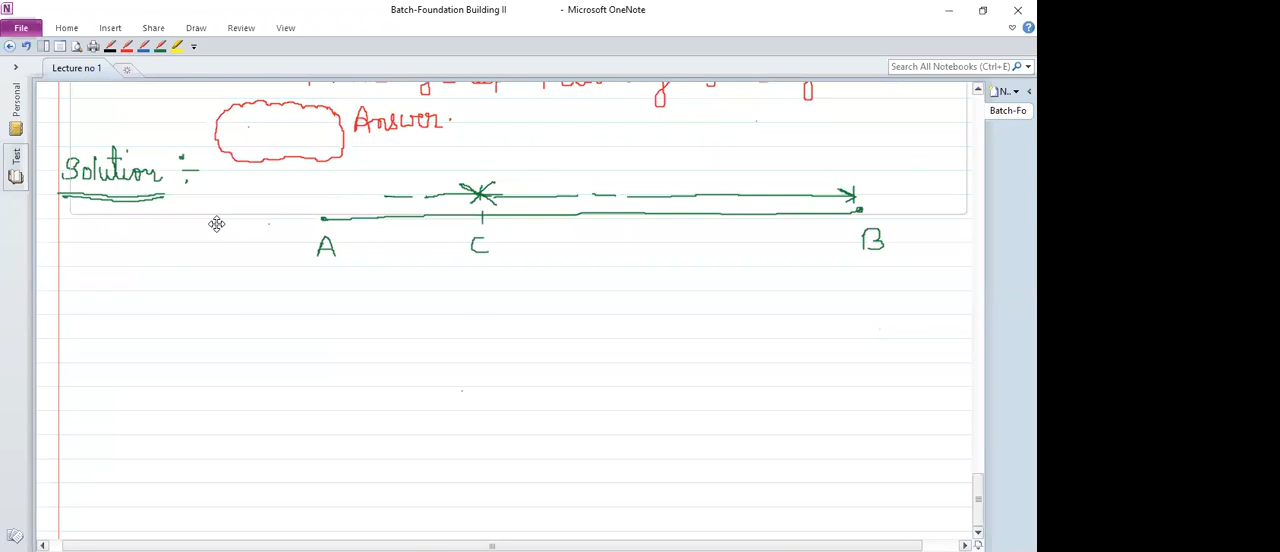 Batch-Foundation Building II - Microsoft OneNote
File Home Insert Share Draw Review View
Lecture no 1
Search All Notebooks (Ctrl+E)
Personal
Test
N..
Batch-Fo
Answer.
Solution :-
A C B